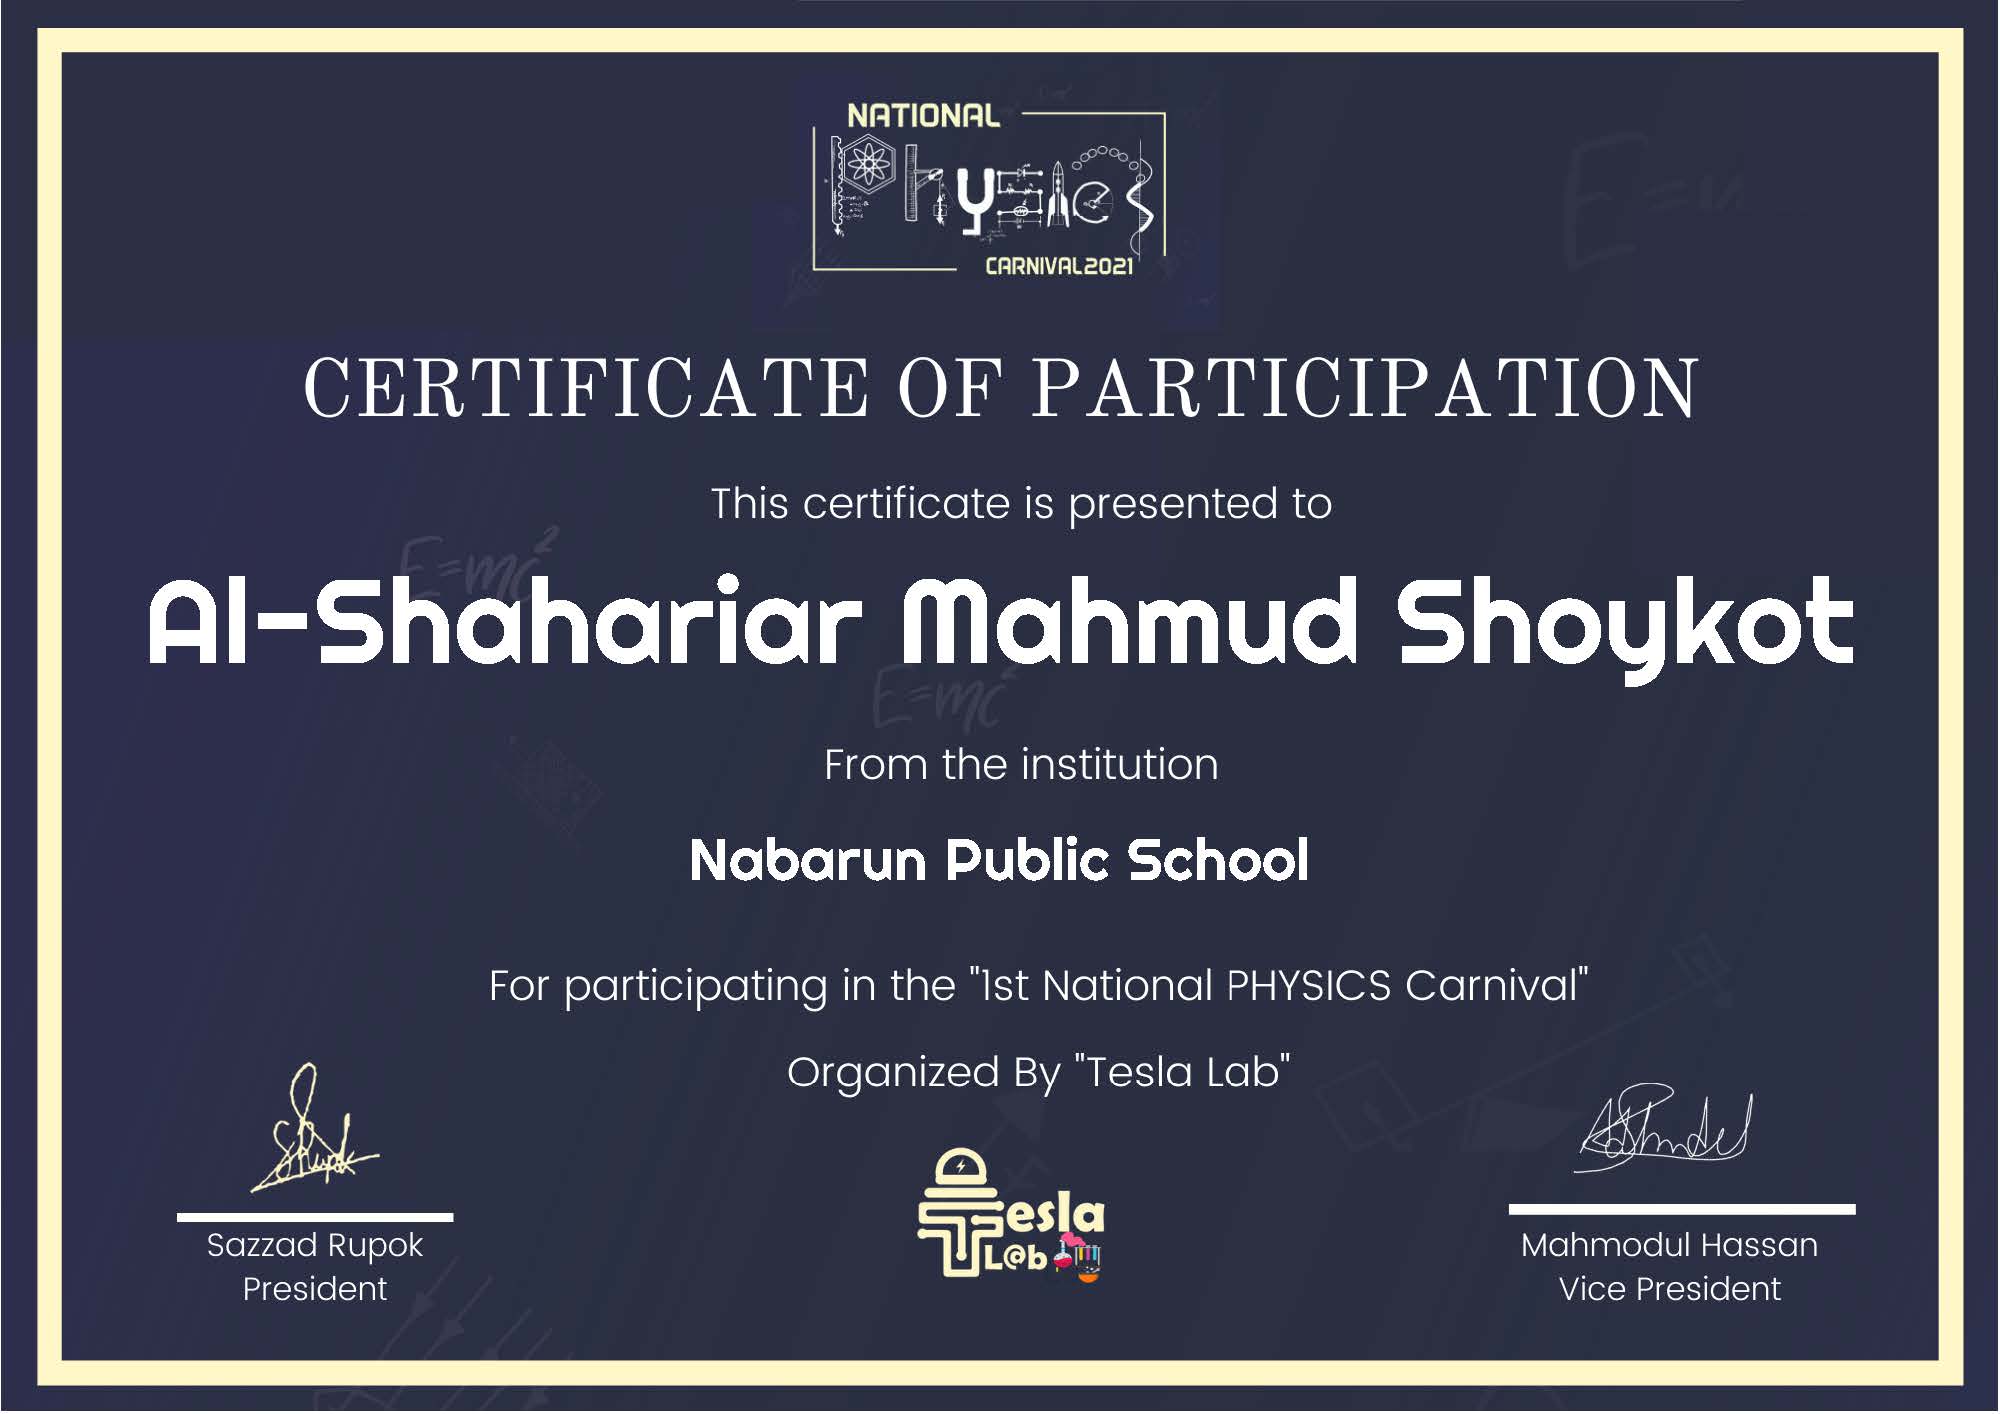 NATIONAL
Physics
CARNIVAL2021
CERTIFICATE OF PARTICIPATION
This certificate is presented to
E=mc²
Al-Shahariar Mahmud Shoykot
E=mc²
From the institution
Nabarun Public School
For participating in the "1st National PHYSICS Carnival"
Organized By "Tesla Lab"
Tesla
L@b
Sazzad Rupok
President
Mahmodul Hassan
Vice President